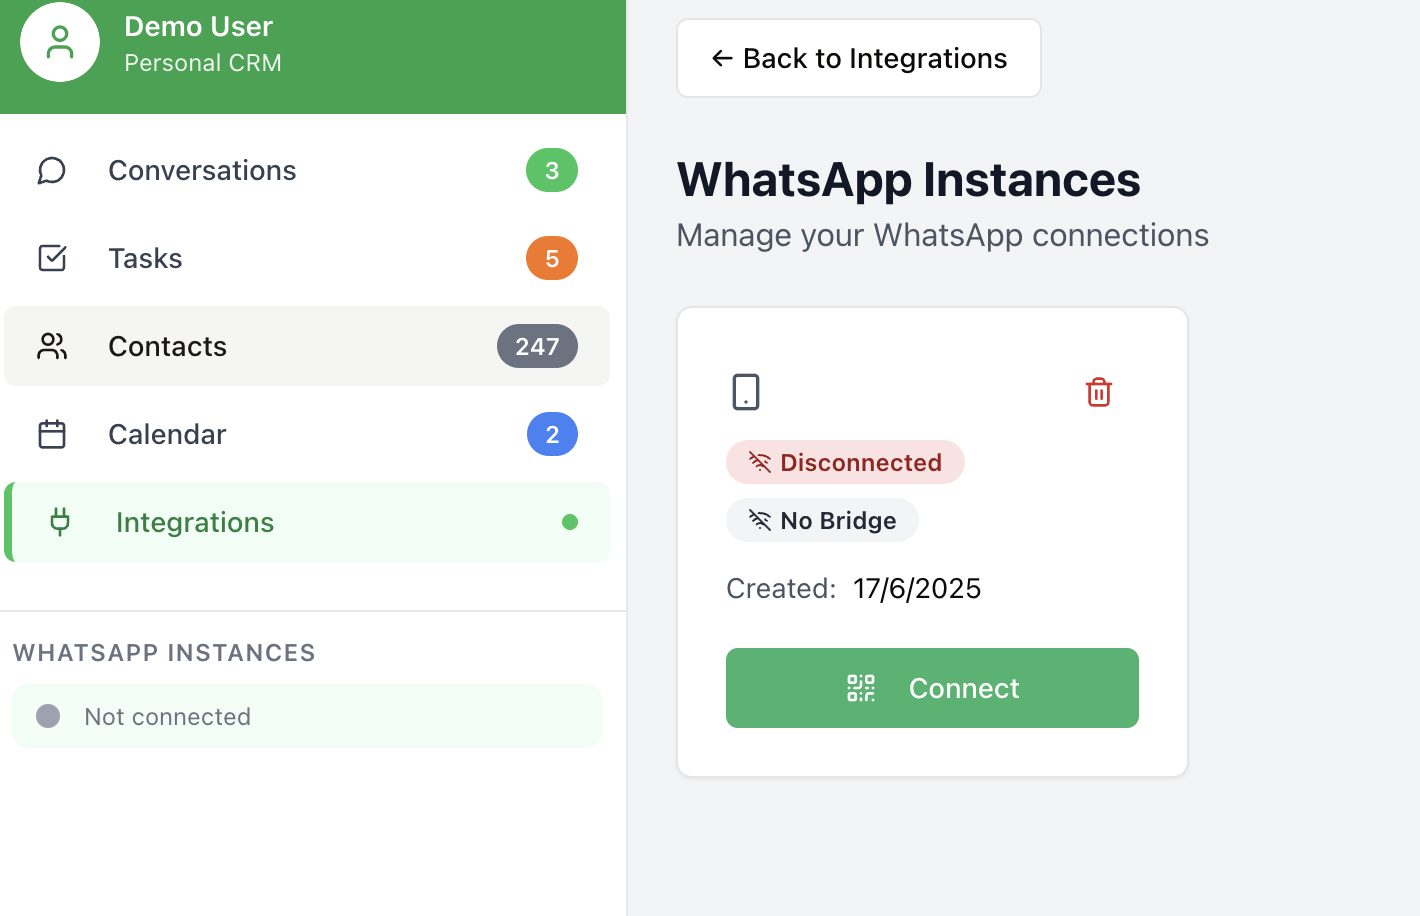 Demo User
Personal CRM
Conversations 3
Tasks 5
Contacts 247
Calendar 2
Integrations
WHATSAPP INSTANCES
Not connected
← Back to Integrations
WhatsApp Instances
Manage your WhatsApp connections
Disconnected
No Bridge
Created: 17/6/2025
Connect